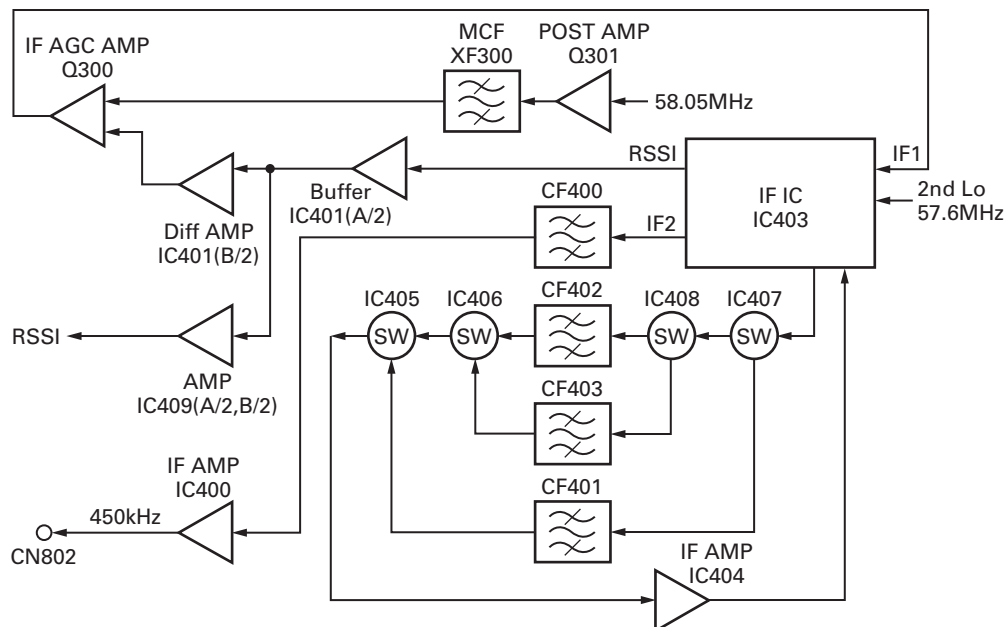 IF AGC AMP
Q300
MCF
XF300
POST AMP
Q301
58.05MHz
RSSI
IF1
Buffer
IC401(A/2)
CF400
IF IC
IC403
2nd Lo
57.6MHz
Diff AMP
IC401(B/2)
IF2
IC405
IC406
CF402
IC408
IC407
SW
SW
SW
SW
RSSI
AMP
IC409(A/2,B/2)
CF403
IF AMP
IC400
CF401
450kHz
CN802
IF AMP
IC404